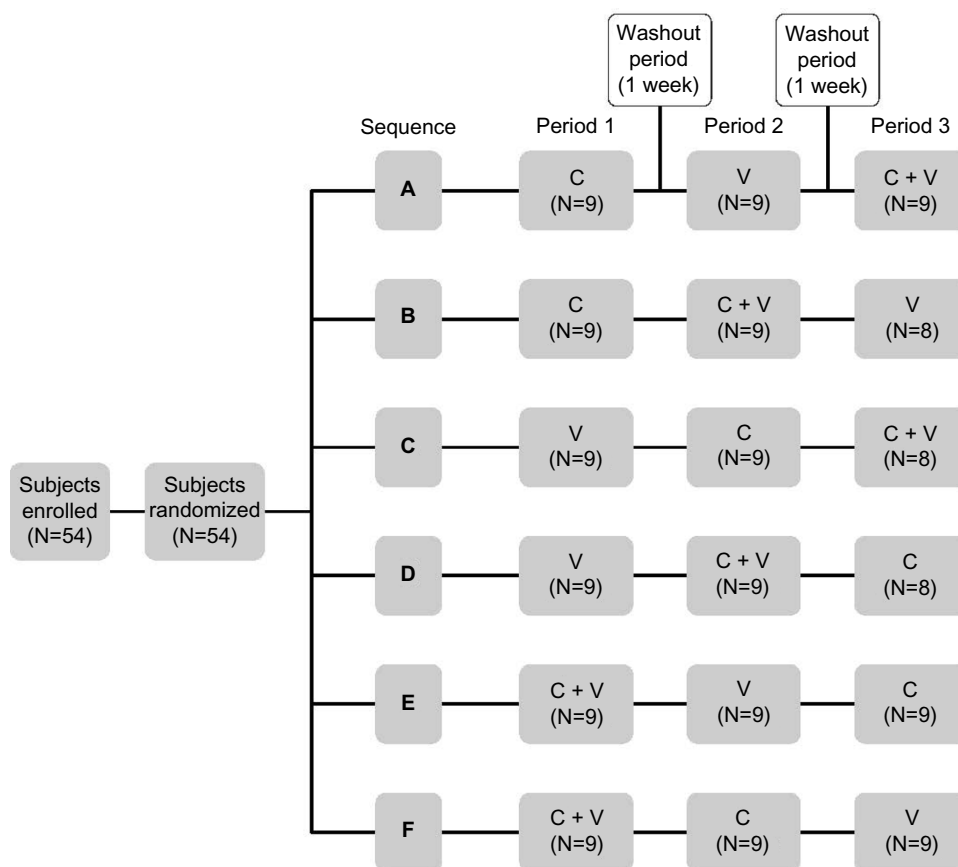 Washout
period
(1 week)
Washout
period
(1 week)
Sequence
Period 1
Period 2
Period 3
A
C
(N=9)
V
(N=9)
C + V
(N=9)
B
C
(N=9)
C + V
(N=9)
V
(N=8)
C
V
(N=9)
C
(N=9)
C + V
(N=8)
Subjects
enrolled
(N=54)
Subjects
randomized
(N=54)
D
V
(N=9)
C + V
(N=9)
C
(N=8)
E
C + V
(N=9)
V
(N=9)
C
(N=9)
F
C + V
(N=9)
C
(N=9)
V
(N=9)